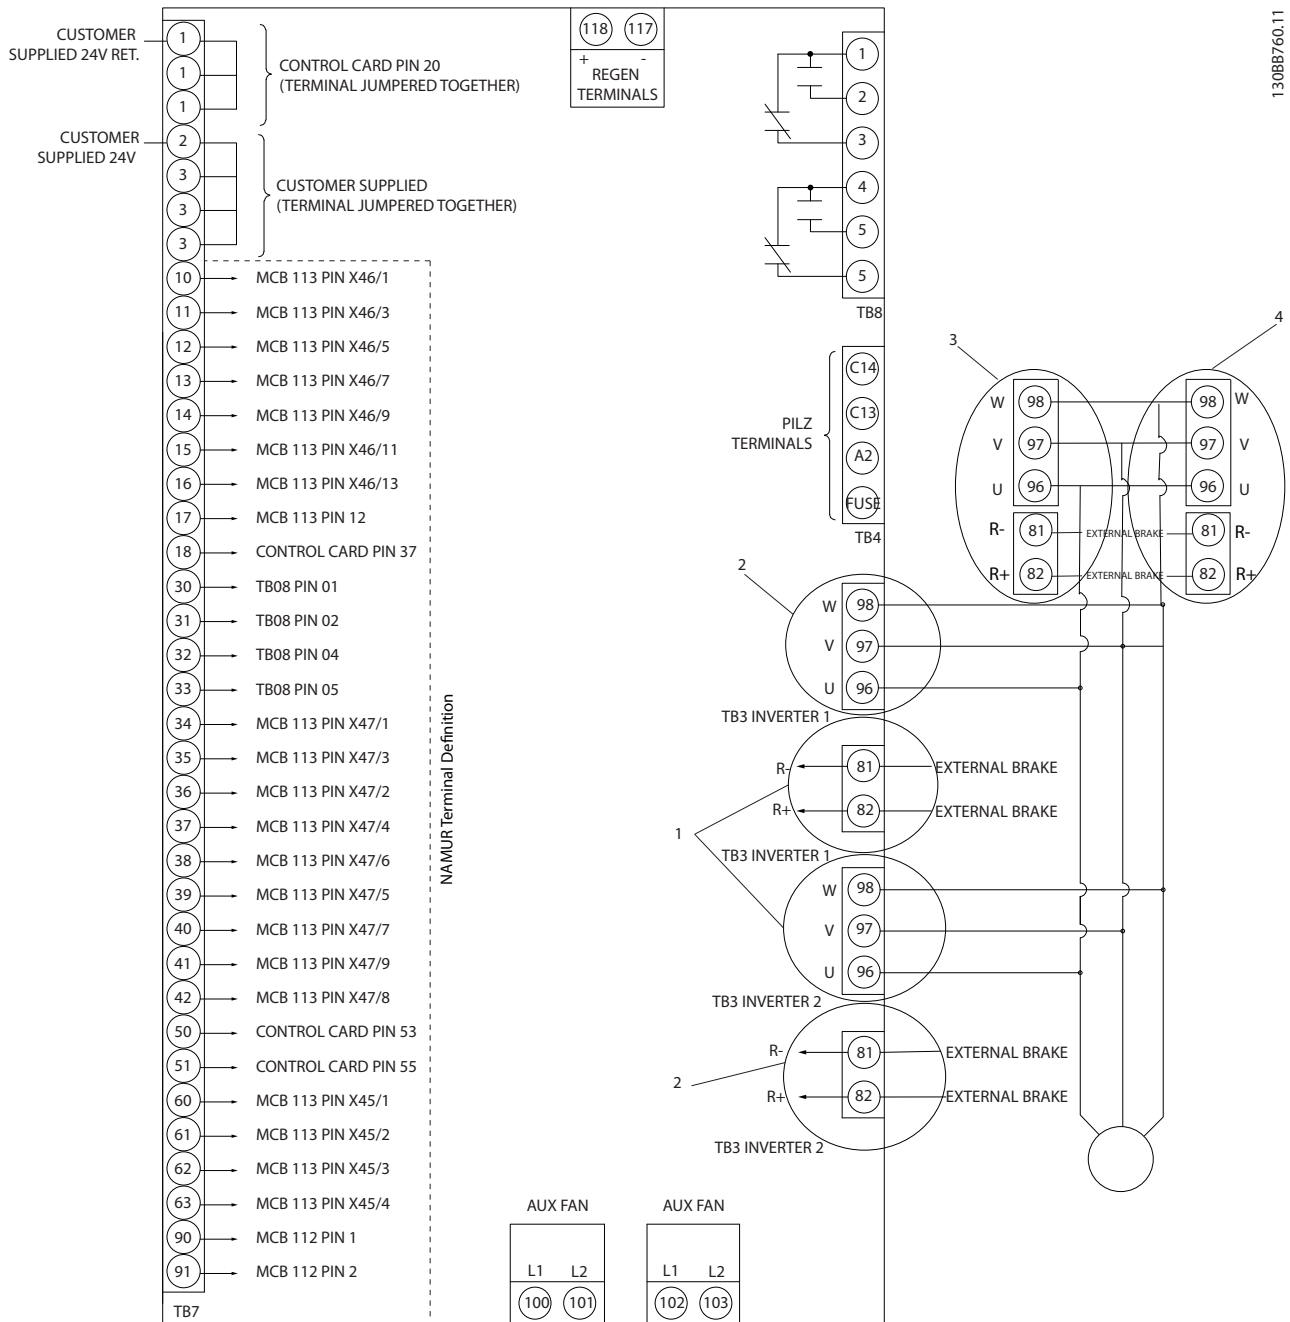 130BB760.11
CUSTOMER
SUPPLIED 24V RET.
1
1
1
CONTROL CARD PIN 20
(TERMINAL JUMPERED TOGETHER)
CUSTOMER
SUPPLIED 24V
2
3
3
3
CUSTOMER SUPPLIED
(TERMINAL JUMPERED TOGETHER)
10 MCB 113 PIN X46/1
11 MCB 113 PIN X46/3
12 MCB 113 PIN X46/5
13 MCB 113 PIN X46/7
14 MCB 113 PIN X46/9
15 MCB 113 PIN X46/11
16 MCB 113 PIN X46/13
17 MCB 113 PIN 12
18 CONTROL CARD PIN 37
30 TB08 PIN 01
31 TB08 PIN 02
32 TB08 PIN 04
33 TB08 PIN 05
34 MCB 113 PIN X47/1
35 MCB 113 PIN X47/3
36 MCB 113 PIN X47/2
37 MCB 113 PIN X47/4
38 MCB 113 PIN X47/6
39 MCB 113 PIN X47/5
40 MCB 113 PIN X47/7
41 MCB 113 PIN X47/9
42 MCB 113 PIN X47/8
50 CONTROL CARD PIN 53
51 CONTROL CARD PIN 55
60 MCB 113 PIN X45/1
61 MCB 113 PIN X45/2
62 MCB 113 PIN X45/3
63 MCB 113 PIN X45/4
90 MCB 112 PIN 1
91 MCB 112 PIN 2
TB7
NAMUR Terminal Definition
118 117
+ -
REGEN
TERMINALS
1
2
3
4
5
5
TB8
PILZ
TERMINALS
C14
C13
A2
FUSE
TB4
2
W 98
V 97
U 96
TB3 INVERTER 1
R- 81 EXTERNAL BRAKE
R+ 82 EXTERNAL BRAKE
1
TB3 INVERTER 1
W 98
V 97
U 96
TB3 INVERTER 2
R- 81 EXTERNAL BRAKE
2
R+ 82 EXTERNAL BRAKE
TB3 INVERTER 2
3
4
W 98 98 W
V 97 97 V
U 96 96 U
R- 81 EXTERNAL BRAKE 81 R-
R+ 82 EXTERNAL BRAKE 82 R+
AUX FAN
L1 L2
100 101
AUX FAN
L1 L2
102 103